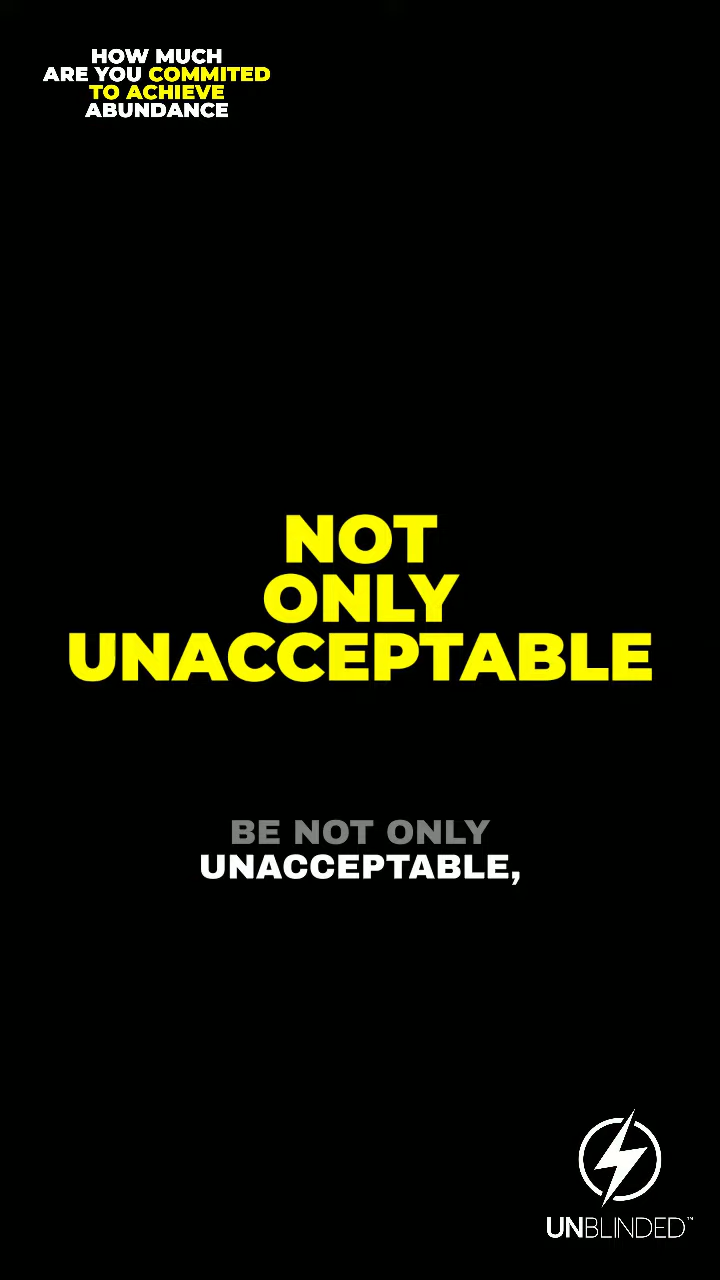 HOW MUCH
ARE YOU COMMITED
TO ACHIEVE
ABUNDANCE
NOT
ONLY
UNACCEPTABLE
BE NOT ONLY
UNACCEPTABLE,
UNBLINDED™